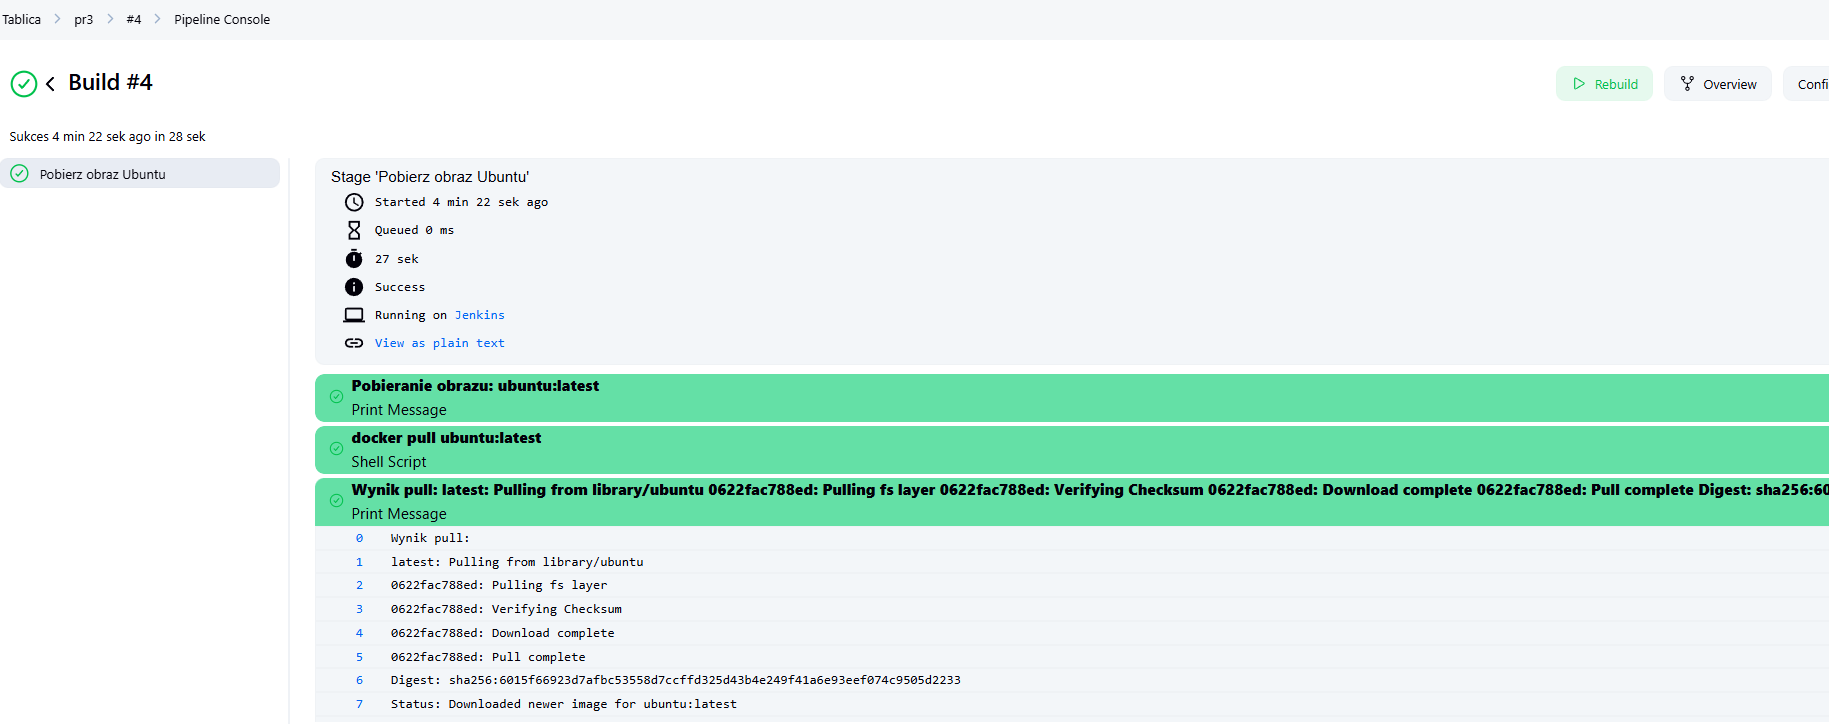 Tablica > pr3 > #4 > Pipeline Console
Build #4
Rebuild
Overview
Confi
Sukces 4 min 22 sek ago in 28 sek
Pobierz obraz Ubuntu
Stage 'Pobierz obraz Ubuntu'
Started 4 min 22 sek ago
Queued 0 ms
27 sek
Success
Running on Jenkins
View as plain text
Pobieranie obrazu: ubuntu:latest
Print Message
docker pull ubuntu:latest
Shell Script
Wynik pull: latest: Pulling from library/ubuntu 0622fac788ed: Pulling fs layer 0622fac788ed: Verifying Checksum 0622fac788ed: Download complete 0622fac788ed: Pull complete Digest: sha256:60
Print Message
0 Wynik pull:
1 latest: Pulling from library/ubuntu
2 0622fac788ed: Pulling fs layer
3 0622fac788ed: Verifying Checksum
4 0622fac788ed: Download complete
5 0622fac788ed: Pull complete
6 Digest: sha256:6015f66923d7afbc53558d7ccffd325d43b4e249f41a6e93eef074c9505d2233
7 Status: Downloaded newer image for ubuntu:latest